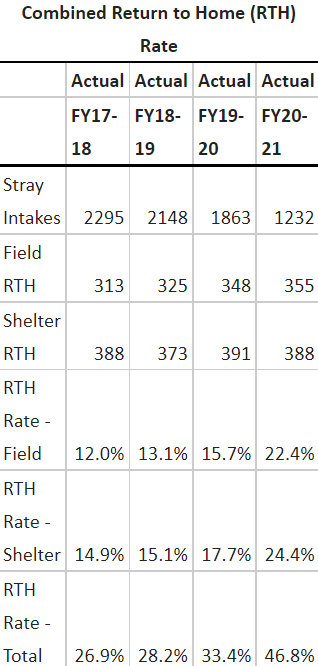 Combined Return to Home (RTH)
Rate
Actual Actual Actual Actual
FY17- FY18- FY19- FY20-
18 19 20 21
Stray
Intakes 2295 2148 1863 1232
Field
RTH 313 325 348 355
Shelter
RTH 388 373 391 388
RTH
Rate -
Field 12.0% 13.1% 15.7% 22.4%
RTH
Rate -
Shelter 14.9% 15.1% 17.7% 24.4%
RTH
Rate -
Total 26.9% 28.2% 33.4% 46.8%